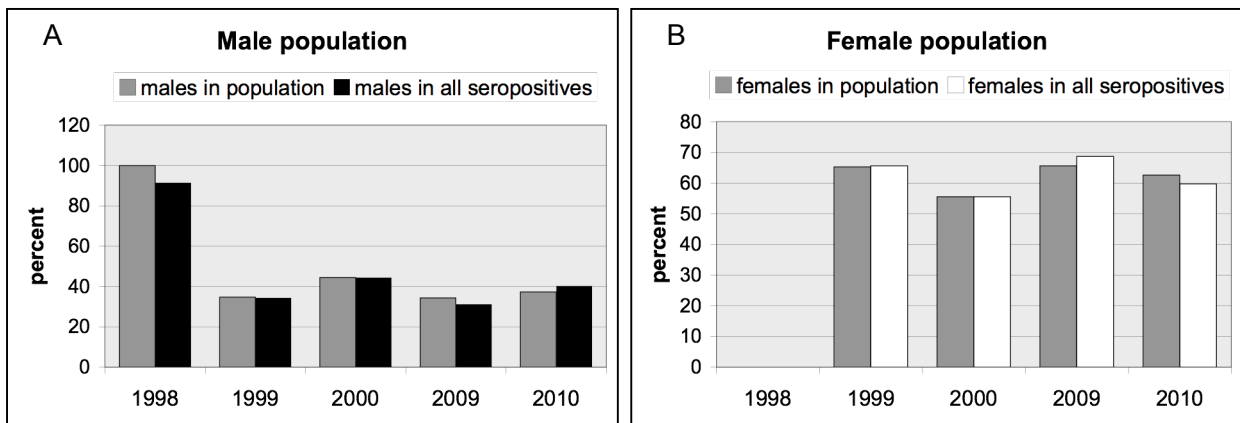 A
Male population
males in population males in all seropositives
120
100
80
60
40
20
0
percent
1998 1999 2000 2009 2010
B
Female population
females in population females in all seropositives
80
70
60
50
40
30
20
10
0
percent
1998 1999 2000 2009 2010